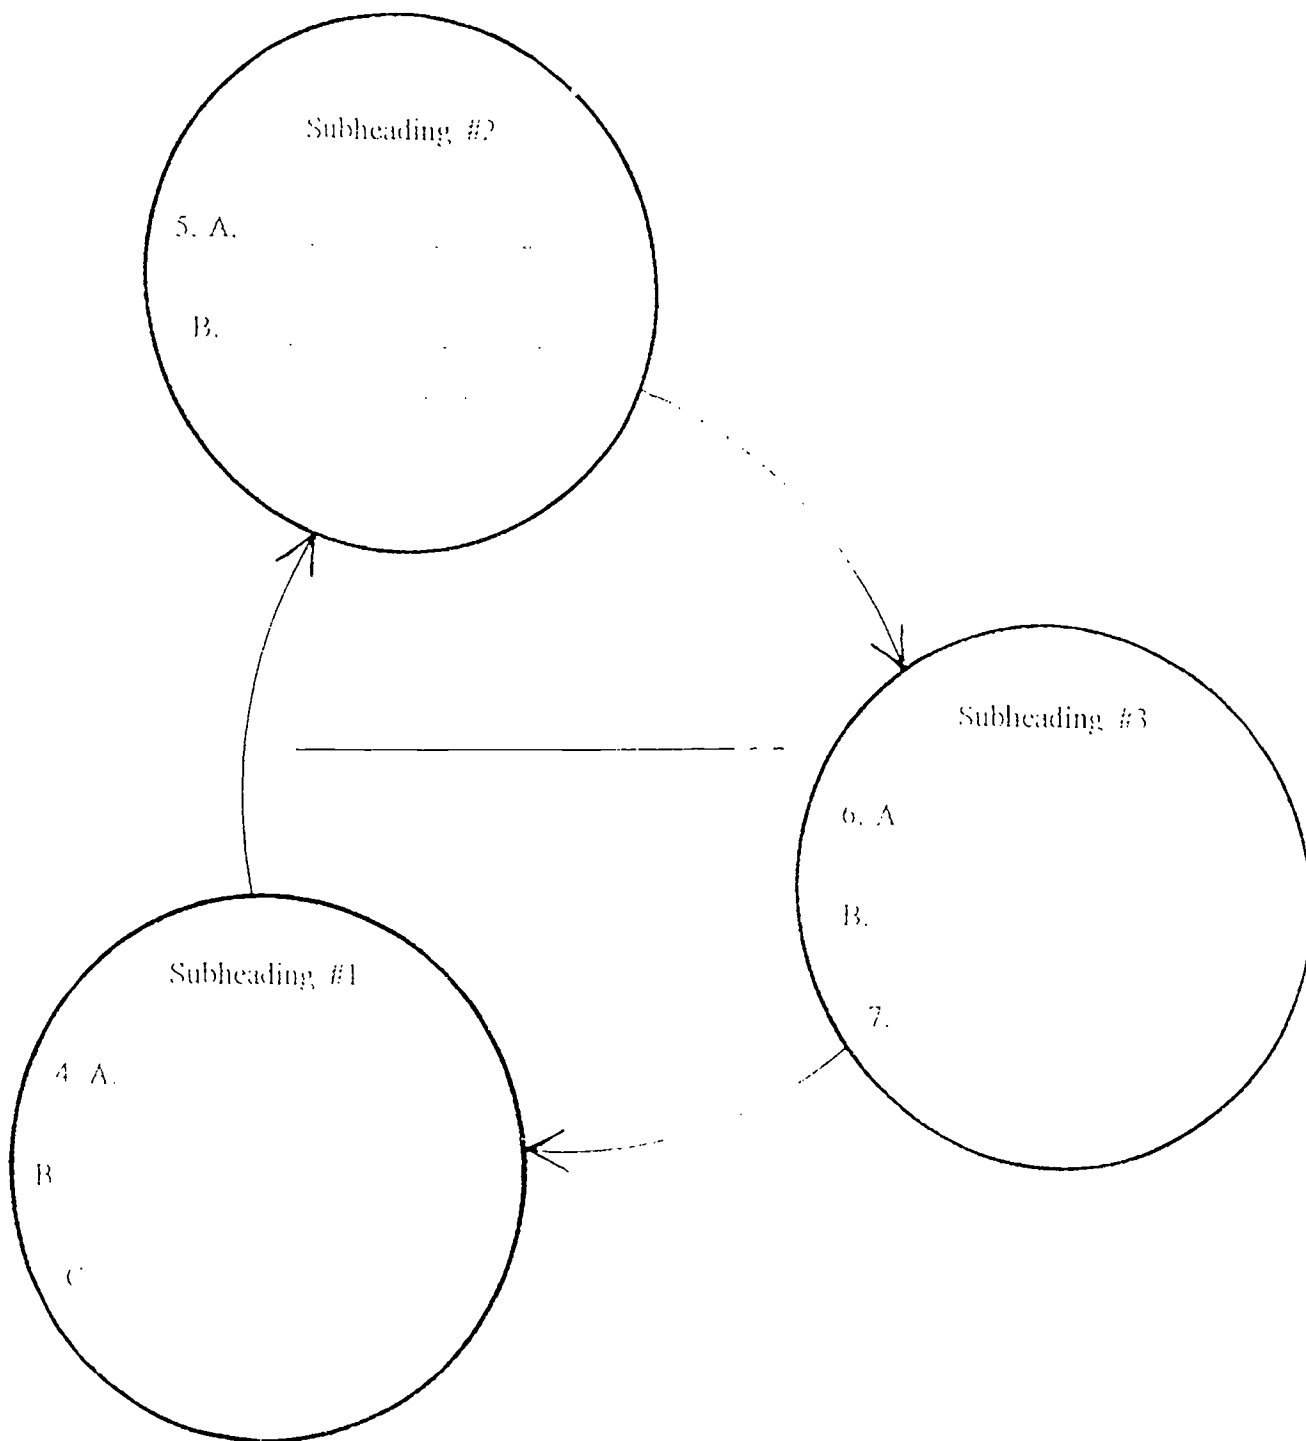 Subheading #2
5. A.
B.
Subheading #3
6. A
B.
7.
Subheading #1
4 A.
B
C